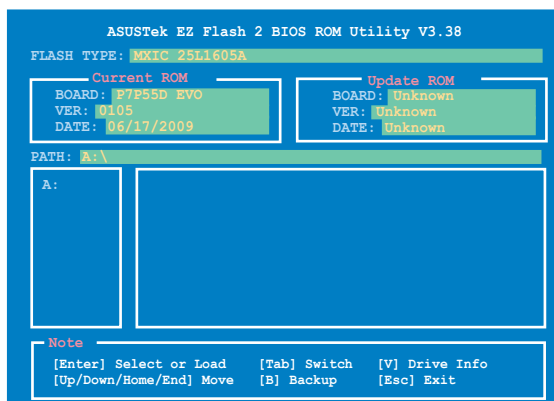 ASUSTek EZ Flash 2 BIOS ROM Utility V3.38
FLASH TYPE: MXIC 25L1605A
Current ROM
BOARD: P7P55D EVO
VER: 0105
DATE: 06/17/2009
Update ROM
BOARD: Unknown
VER: Unknown
DATE: Unknown
PATH: A:\
A:
Note
[Enter] Select or Load [Tab] Switch [V] Drive Info
[Up/Down/Home/End] Move [B] Backup [Esc] Exit